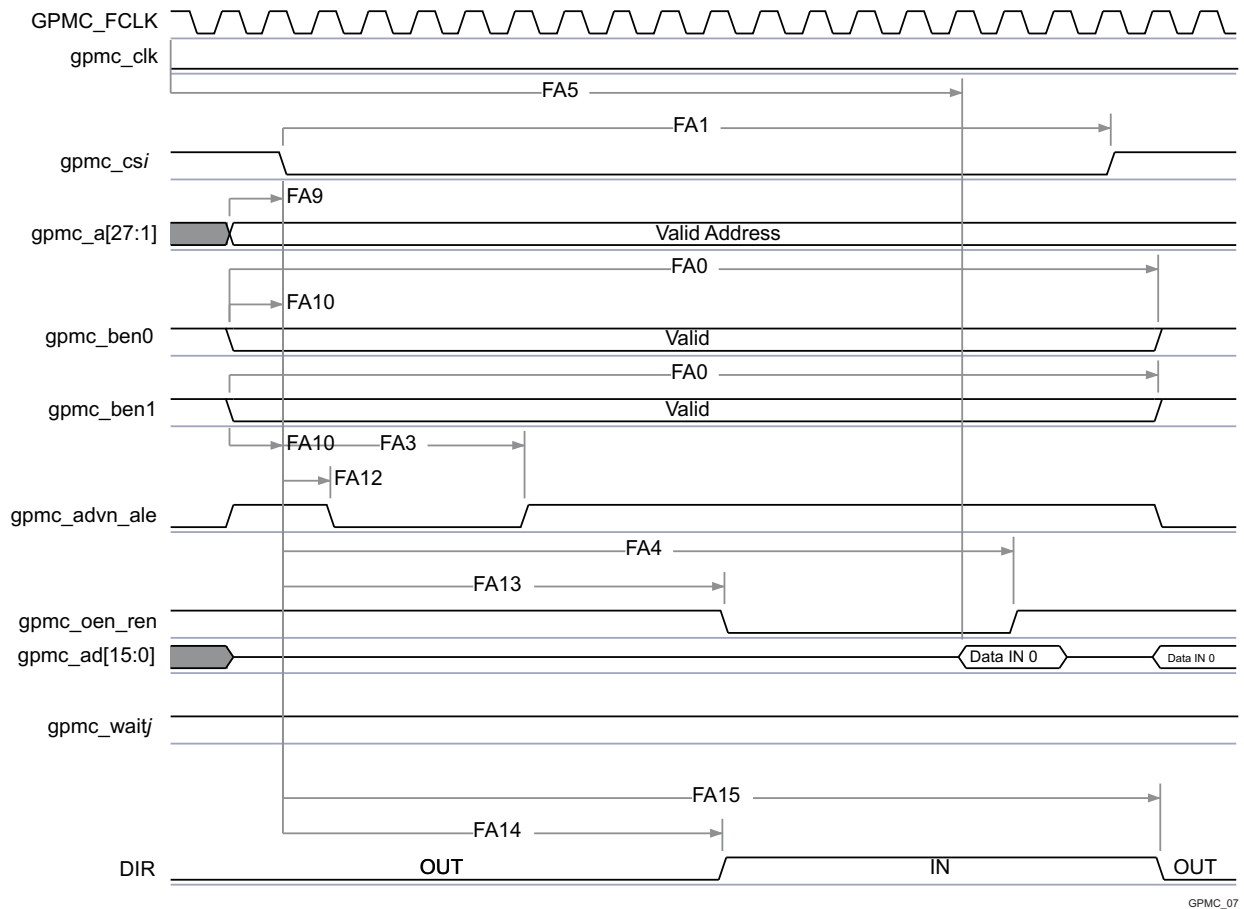 GPMC_FCLK
gpmc_clk
FA5
FA1
gpmc_csi
FA9
gpmc_a[27:1] Valid Address
FA0
FA10
gpmc_ben0 Valid
FA0
gpmc_ben1 Valid
FA10 FA3
FA12
gpmc_advn_ale
FA4
FA13
gpmc_oen_ren
gpmc_ad[15:0] Data IN 0 Data IN 0
gpmc_waitj
FA15
FA14
DIR OUT IN OUT
GPMC_07